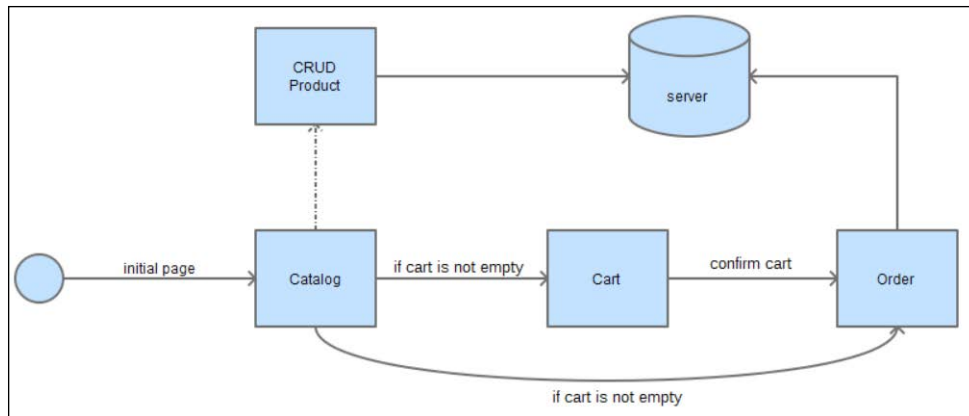 CRUD
Product
server
initial page
Catalog
if cart is not empty
Cart
confirm cart
Order
if cart is not empty